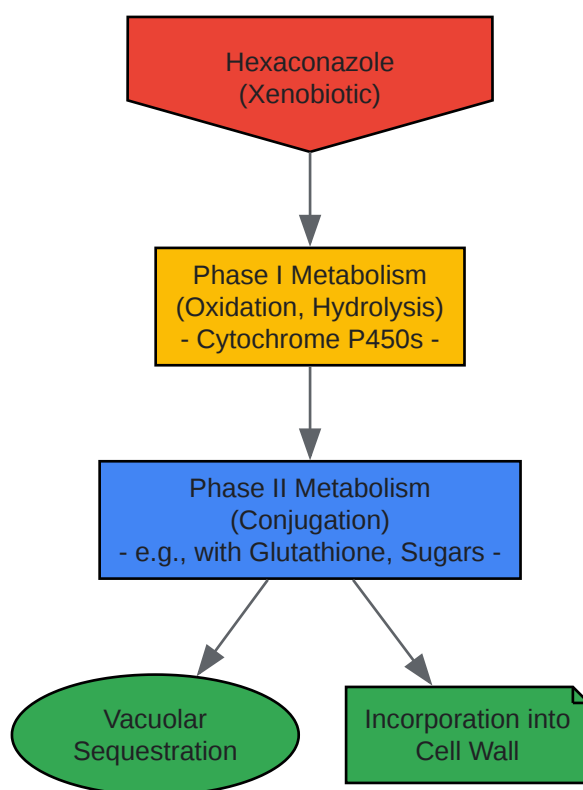 Hexaconazole
(Xenobiotic)
Phase I Metabolism
(Oxidation, Hydrolysis)
- Cytochrome P450s -
Phase II Metabolism
(Conjugation)
- e.g., with Glutathione, Sugars -
Vacuolar
Sequestration
Incorporation into
Cell Wall